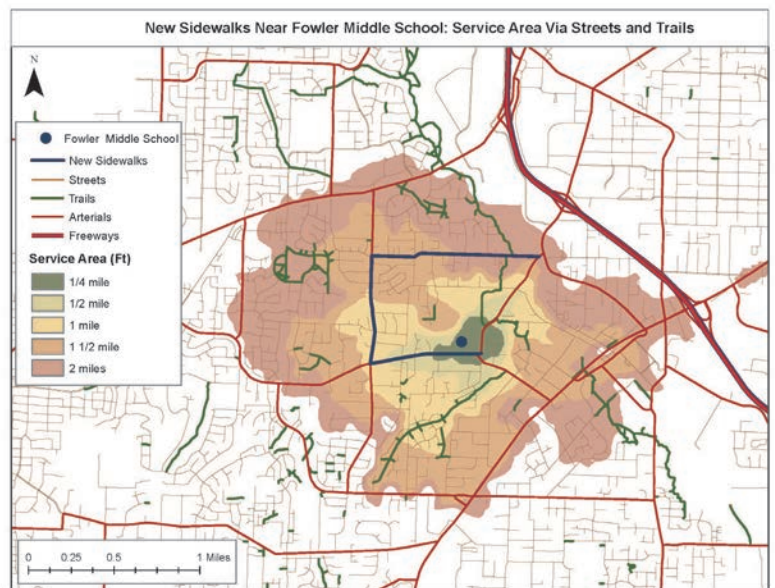 New Sidewalks Near Fowler Middle School: Service Area Via Streets and Trails
N
Fowler Middle School
New Sidewalks
Streets
Trails
Arterials
Freeways
Service Area (Ft)
1/4 mile
1/2 mile
1 mile
1 1/2 mile
2 miles
0 0.25 0.5 1 Miles